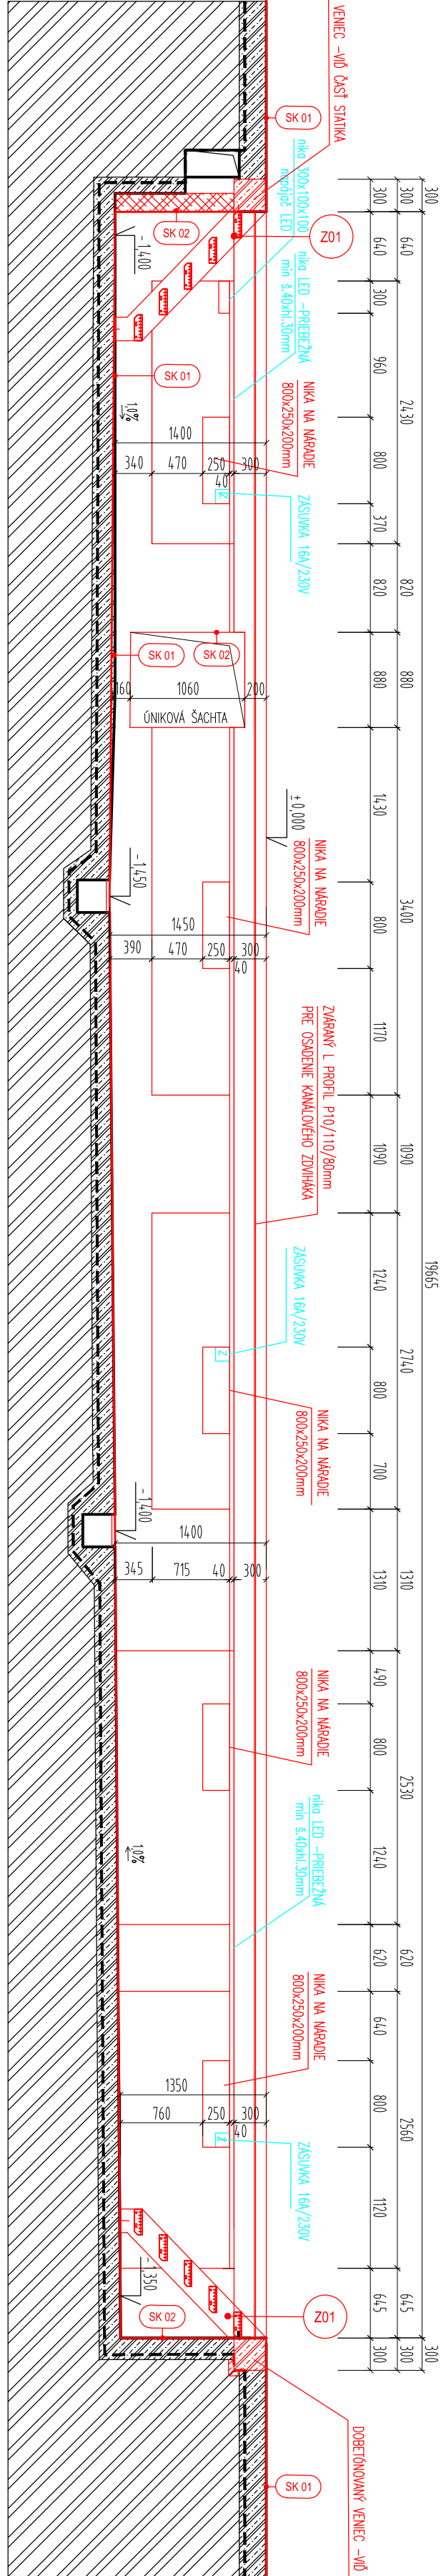 VENIEC -VIĎ ČASŤ STATIKA
SK 01
nika 300x100x100
napájač LED
Z01
nika LED -PRIEBEŽNÁ
min š.40xhl.30mm
SK 02
-1,400
SK 01
1,0%
NIKA NA NÁRADIE
800x250x200mm
ZÁSUVKA 16A/230V
Z
1400
340
470
250
300
40
SK 01
SK 02
160
1060
200
ÚNIKOVÁ ŠACHTA
±0,000
-1,450
NIKA NA NÁRADIE
800x250x200mm
1450
390
470
250
300
40
ZVÁRANÝ L PROFIL P10/110/80mm
PRE OSADENIE KANÁLOVÉHO ZDVIHÁKA
ZÁSUVKA 16A/230V
Z
NIKA NA NÁRADIE
800x250x200mm
-1,400
1400
345
715
40
300
NIKA NA NÁRADIE
800x250x200mm
nika LED -PRIEBEŽNÁ
min š.40xhl.30mm
1,0%
NIKA NA NÁRADIE
800x250x200mm
1350
760
250
300
40
ZÁSUVKA 16A/230V
Z
-1,350
SK 02
Z01
DOBETÓNOVANÝ VENIEC -VIĎ
SK 01
300
19665
300
300
640
2430
820
880
3400
1090
2740
1310
2530
620
2560
645
300
300
640
300
960
800
370
820
880
1430
800
1170
1090
1240
800
700
1310
490
800
1240
620
640
800
1120
645
300